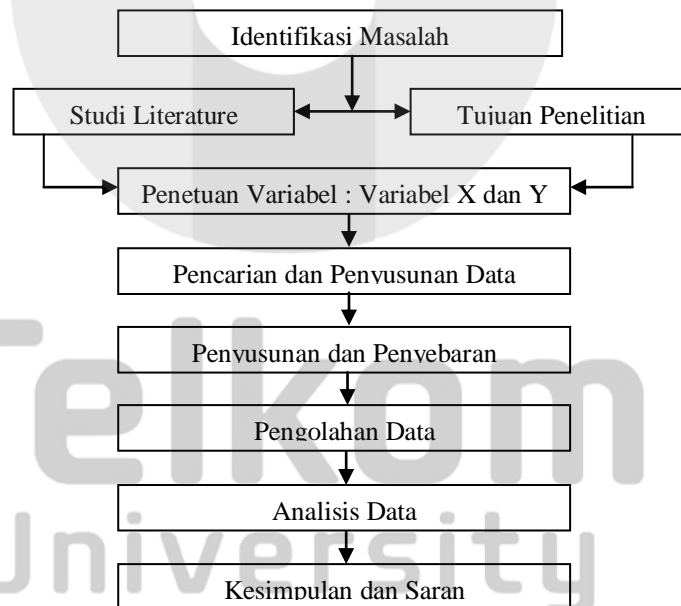 Identifikasi Masalah
Studi Literature
Tujuan Penelitian
Penetuan Variabel : Variabel X dan Y
Pencarian dan Penyusunan Data
Penyusunan dan Penyebaran
Telkom
Pengolahan Data
Analisis Data
University
Kesimpulan dan Saran